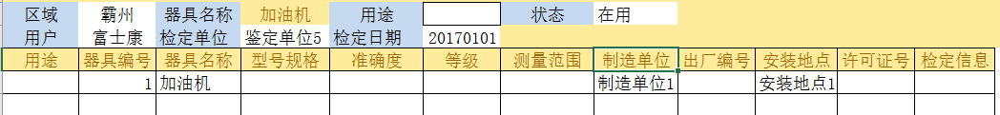 区域 霸州 器具名称 加油机 用途 状态 在用
用户 富士康 检定单位 鉴定单位5 检定日期 20170101
用途 器具编号 器具名称 型号规格 准确度 等级 测量范围 制造单位 出厂编号 安装地点 许可证号 检定信息
1 加油机 制造单位1 安装地点1